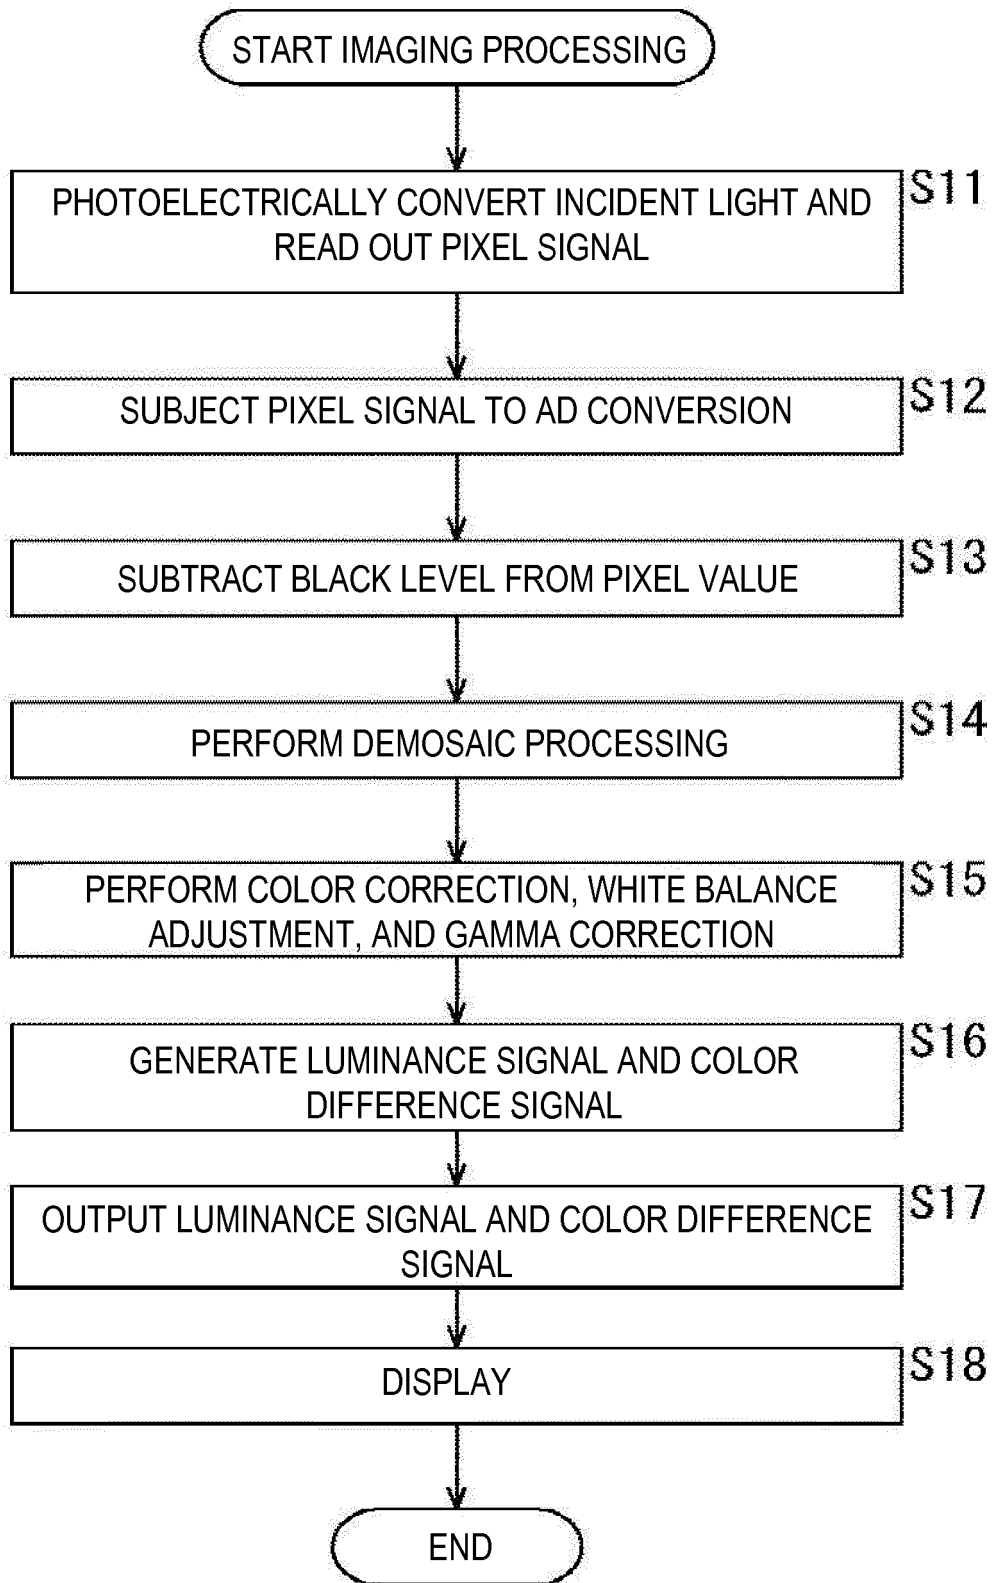 START IMAGING PROCESSING
S11
PHOTOELECTRICALLY CONVERT INCIDENT LIGHT AND
READ OUT PIXEL SIGNAL
S12
SUBJECT PIXEL SIGNAL TO AD CONVERSION
S13
SUBTRACT BLACK LEVEL FROM PIXEL VALUE
S14
PERFORM DEMOSAIC PROCESSING
S15
PERFORM COLOR CORRECTION, WHITE BALANCE
ADJUSTMENT, AND GAMMA CORRECTION
S16
GENERATE LUMINANCE SIGNAL AND COLOR
DIFFERENCE SIGNAL
S17
OUTPUT LUMINANCE SIGNAL AND COLOR DIFFERENCE
SIGNAL
S18
DISPLAY
END